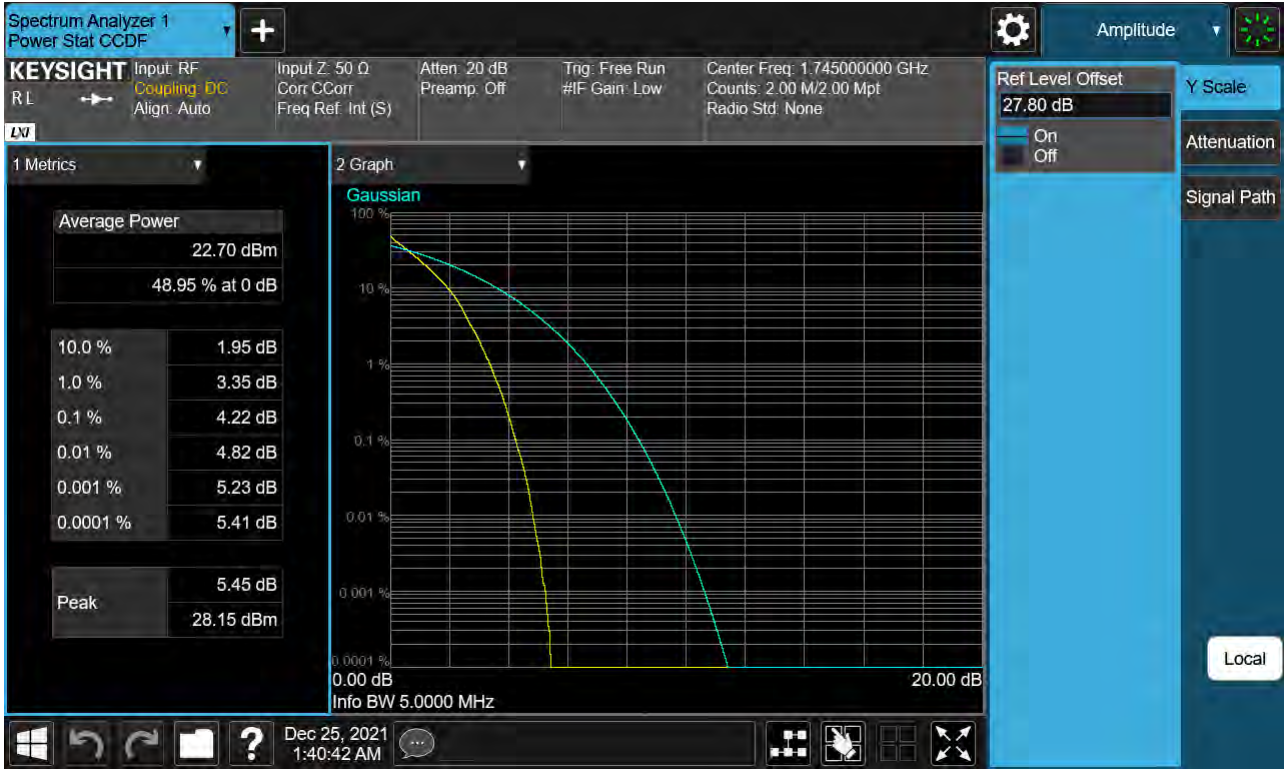 Spectrum Analyzer 1
Power Stat CCDF
Amplitude
KEYSIGHT
R L
LXI
Input: RF
Coupling: DC
Align: Auto
Input Z: 50 Ω
Corr CCorr
Freq Ref: Int (S)
Atten: 20 dB
Preamp: Off
Trig: Free Run
#IF Gain: Low
Center Freq: 1.745000000 GHz
Counts: 2.00 M/2.00 Mpt
Radio Std: None
Ref Level Offset
27.80 dB
On
Off
Y Scale
Attenuation
Signal Path
1 Metrics
Average Power
22.70 dBm
48.95 % at 0 dB
10.0 % 1.95 dB
1.0 % 3.35 dB
0.1 % 4.22 dB
0.01 % 4.82 dB
0.001 % 5.23 dB
0.0001 % 5.41 dB
Peak
5.45 dB
28.15 dBm
2 Graph
Gaussian
100 %
10 %
1 %
0.1 %
0.01 %
0.001 %
0.0001 %
0.00 dB 20.00 dB
Info BW 5.0000 MHz
Local
?
Dec 25, 2021
1:40:42 AM